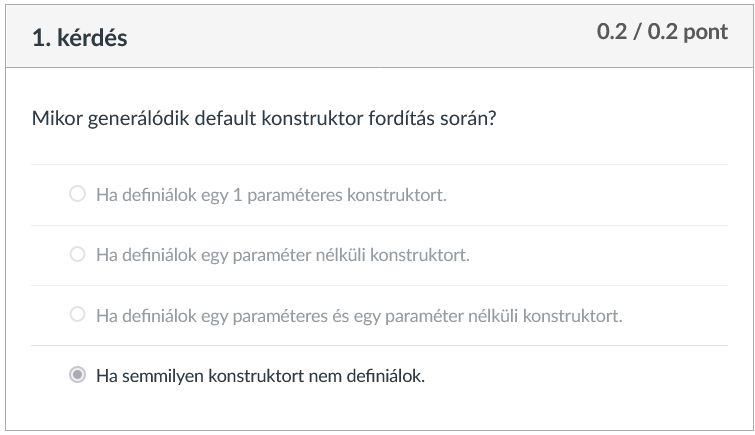 1. kérdés
0.2 / 0.2 pont
Mikor generálódik default konstruktor fordítás során?
Ha definiálok egy 1 paraméteres konstruktort.
Ha definiálok egy paraméter nélküli konstruktort.
Ha definiálok egy paraméteres és egy paraméter nélküli konstruktort.
Ha semmilyen konstruktort nem definiálok.